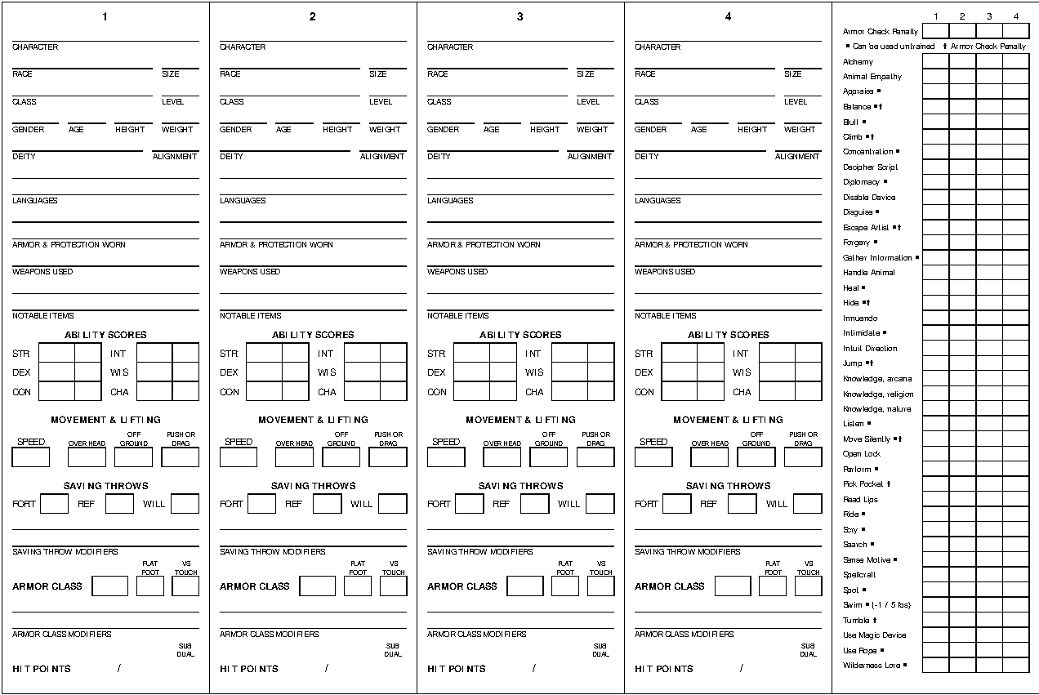 1
CHARACTER
RACE SIZE
CLASS LEVEL
GENDER AGE HEIGHT WEIGHT
DEITY ALIGNMENT
LANGUAGES
ARMOR & PROTECTION WORN
WEAPONS USED
NOTABLE ITEMS
ABILITY SCORES
STR INT
DEX WIS
CON CHA
MOVEMENT & LIFTING
SPEED OVER HEAD OFF GROUND PUSH OR DRAG
SAVING THROWS
FORT REF WILL
SAVING THROW MODIFIERS
ARMOR CLASS FLAT FOOT VS TOUCH
ARMOR CLASS MODIFIERS
SUB DUAL
HIT POINTS /
2
CHARACTER
RACE SIZE
CLASS LEVEL
GENDER AGE HEIGHT WEIGHT
DEITY ALIGNMENT
LANGUAGES
ARMOR & PROTECTION WORN
WEAPONS USED
NOTABLE ITEMS
ABILITY SCORES
STR INT
DEX WIS
CON CHA
MOVEMENT & LIFTING
SPEED OVER HEAD OFF GROUND PUSH OR DRAG
SAVING THROWS
FORT REF WILL
SAVING THROW MODIFIERS
ARMOR CLASS FLAT FOOT VS TOUCH
ARMOR CLASS MODIFIERS
SUB DUAL
HIT POINTS /
3
CHARACTER
RACE SIZE
CLASS LEVEL
GENDER AGE HEIGHT WEIGHT
DEITY ALIGNMENT
LANGUAGES
ARMOR & PROTECTION WORN
WEAPONS USED
NOTABLE ITEMS
ABILITY SCORES
STR INT
DEX WIS
CON CHA
MOVEMENT & LIFTING
SPEED OVER HEAD OFF GROUND PUSH OR DRAG
SAVING THROWS
FORT REF WILL
SAVING THROW MODIFIERS
ARMOR CLASS FLAT FOOT VS TOUCH
ARMOR CLASS MODIFIERS
SUB DUAL
HIT POINTS /
4
CHARACTER
RACE SIZE
CLASS LEVEL
GENDER AGE HEIGHT WEIGHT
DEITY ALIGNMENT
LANGUAGES
ARMOR & PROTECTION WORN
WEAPONS USED
NOTABLE ITEMS
ABILITY SCORES
STR INT
DEX WIS
CON CHA
MOVEMENT & LIFTING
SPEED OVER HEAD OFF GROUND PUSH OR DRAG
SAVING THROWS
FORT REF WILL
SAVING THROW MODIFIERS
ARMOR CLASS FLAT FOOT VS TOUCH
ARMOR CLASS MODIFIERS
SUB DUAL
HIT POINTS /
1 2 3 4
Armor Check Penalty
▪ Can be used untrained † Armor Check Penalty
Alchemy
Animal Empathy
Appraise ▪
Balance ▪†
Bluff ▪
Climb ▪†
Concentration ▪
Decipher Script
Diplomacy ▪
Disable Device
Disguise ▪
Escape Artist ▪†
Forgery ▪
Gather Information ▪
Handle Animal
Heal ▪
Hide ▪†
Innuendo
Intimidate ▪
Intuit Direction
Jump ▪†
Knowledge, arcana
Knowledge, religion
Knowledge, nature
Listen ▪
Move Silently ▪†
Open Lock
Perform ▪
Pick Pocket †
Read Lips
Ride ▪
Scry ▪
Search ▪
Sense Motive ▪
Spellcraft
Spot ▪
Swim ▪ (-1 / 5 lbs)
Tumble †
Use Magic Device
Use Rope ▪
Wilderness Lore ▪